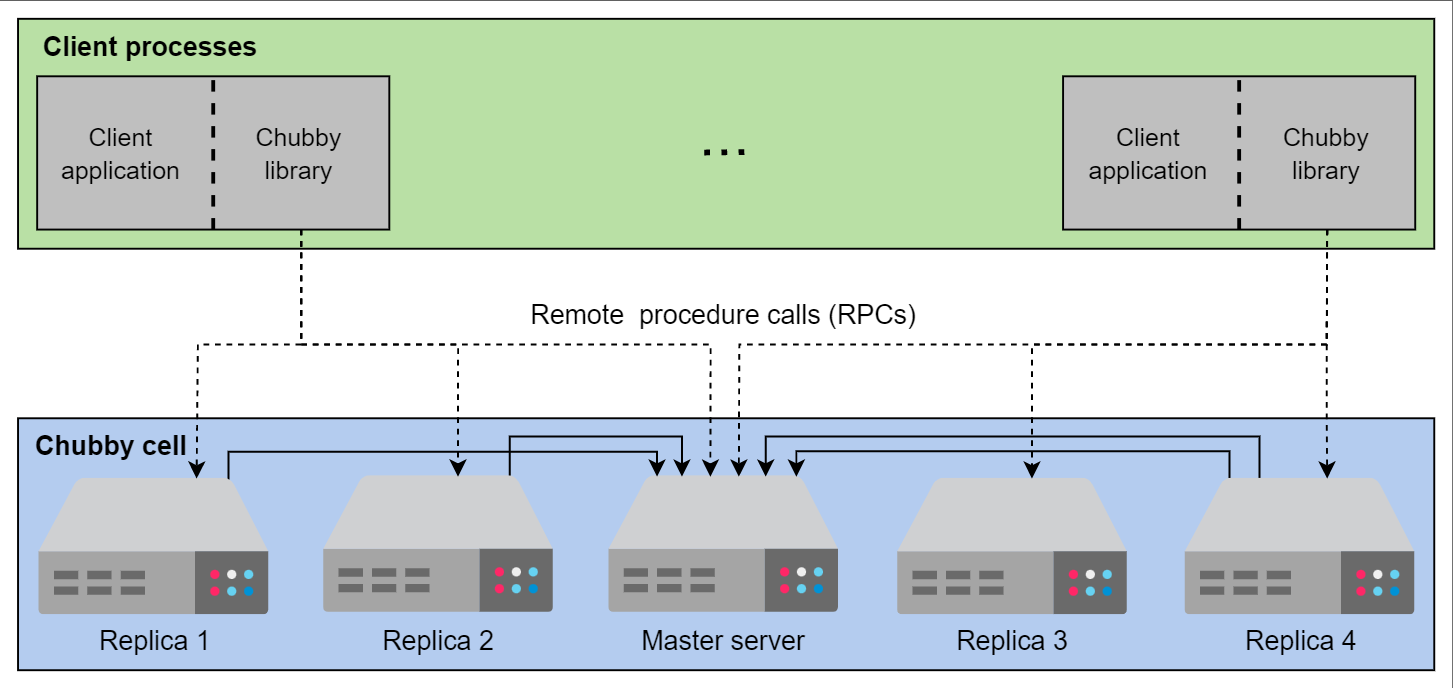 Client processes
Client
application
Chubby
library
...
Client
application
Chubby
library
Remote  procedure calls (RPCs)
Chubby cell
Replica 1
Replica 2
Master server
Replica 3
Replica 4